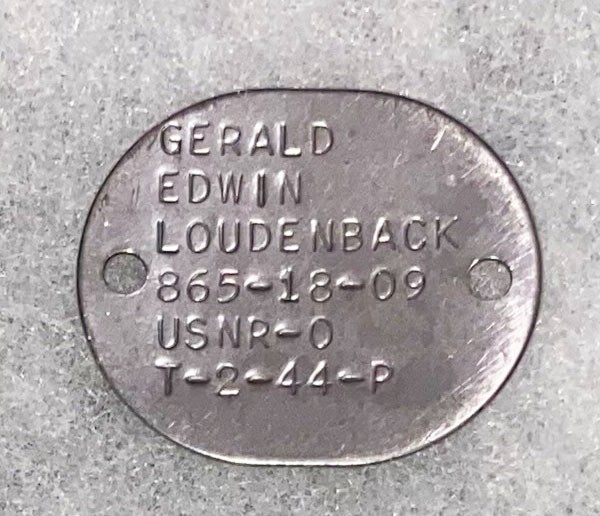 GERALD
EDWIN
LOUDENBACK
865-18-09
USNR-O
T-2-44-P